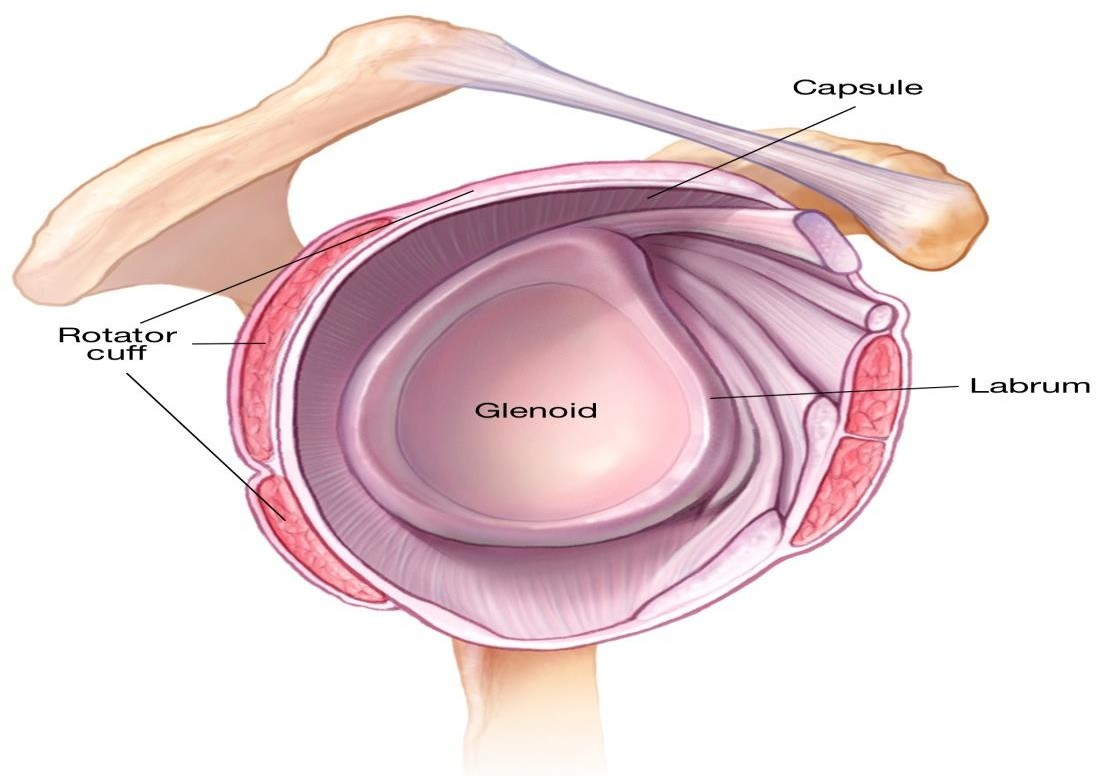 Capsule
Rotator
cuff
Labrum
Glenoid